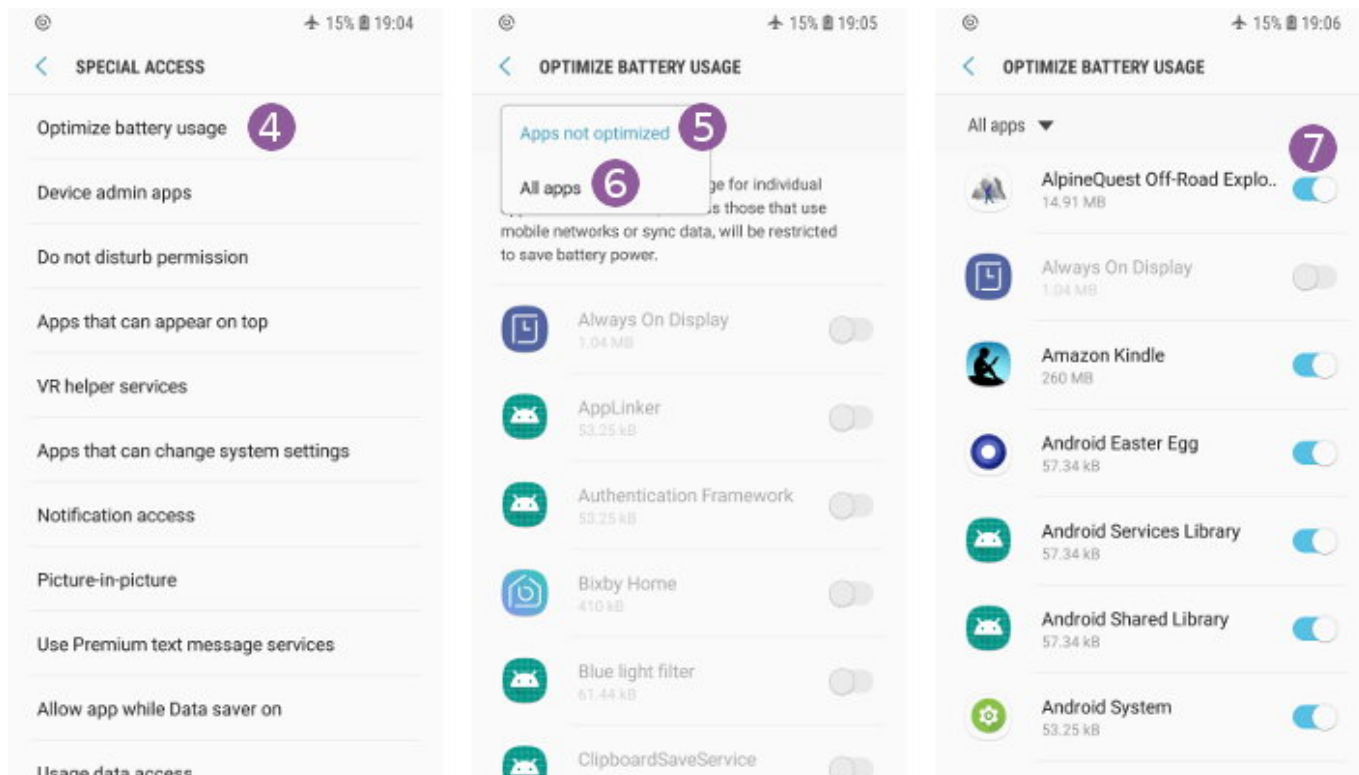 15% 19:04
SPECIAL ACCESS
Optimize battery usage 4
Device admin apps
Do not disturb permission
Apps that can appear on top
VR helper services
Apps that can change system settings
Notification access
Picture-in-picture
Use Premium text message services
Allow app while Data saver on
Usage data access
15% 19:05
OPTIMIZE BATTERY USAGE
Apps not optimized 5
All apps 6
ge for individual
s those that use
mobile networks or sync data, will be restricted
to save battery power.
Always On Display
1.04 MB
AppLinker
53.25 kB
Authentication Framework
53.25 kB
Bixby Home
410 kB
Blue light filter
61.44 kB
ClipboardSaveService
15% 19:06
OPTIMIZE BATTERY USAGE
All apps
7
AlpineQuest Off-Road Explo..
14.91 MB
Always On Display
1.04 MB
Amazon Kindle
260 MB
Android Easter Egg
57.34 kB
Android Services Library
57.34 kB
Android Shared Library
57.34 kB
Android System
53.25 kB